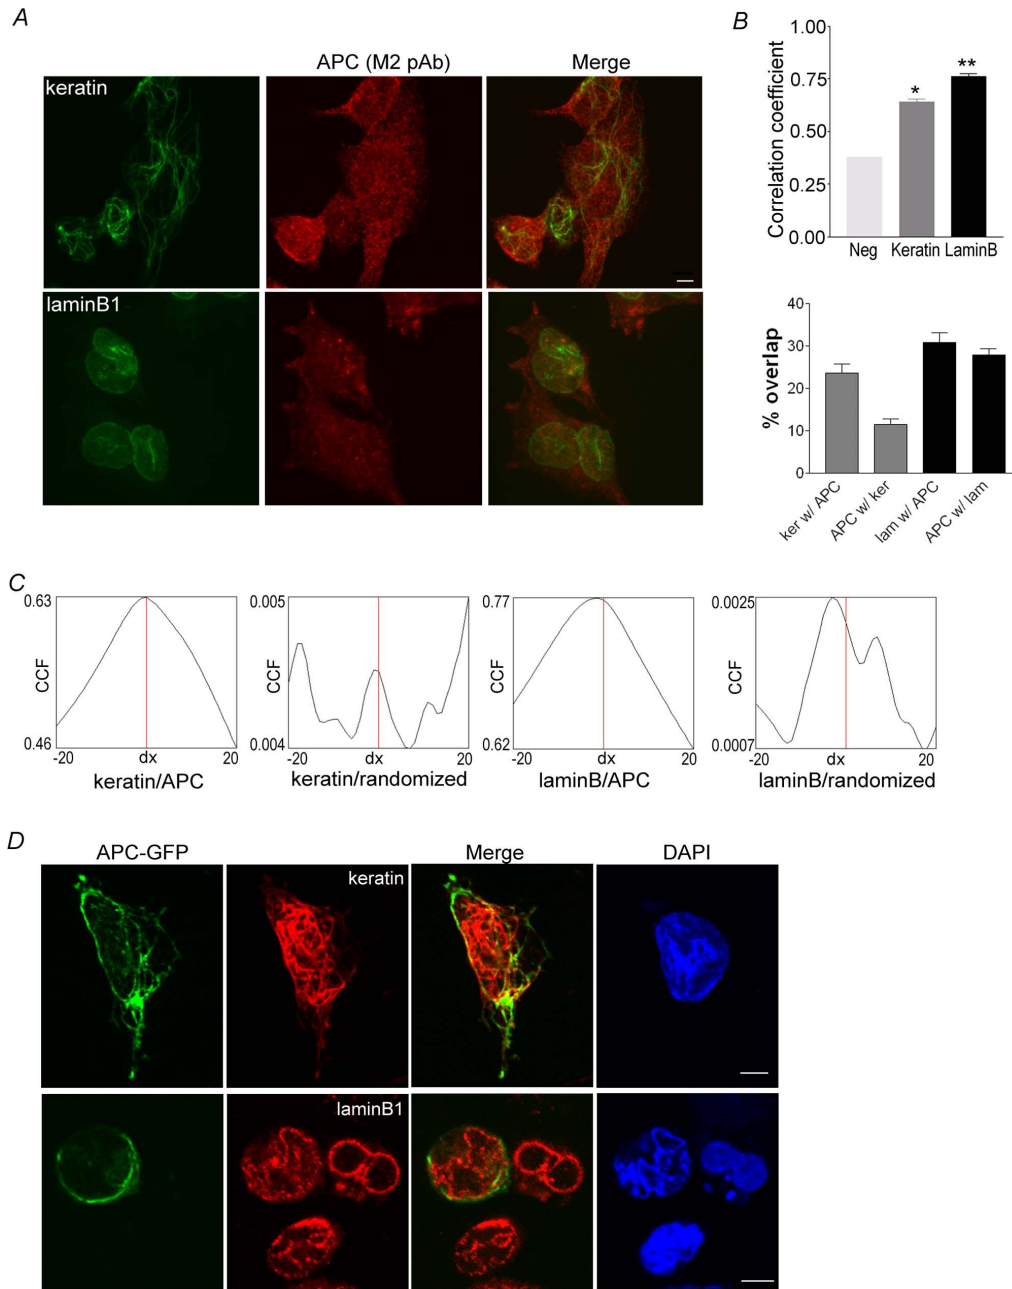 A
APC (M2 pAb)
Merge
keratin
laminB1
B
Correlation coefficient
1.00
0.75
0.50
0.25
0.00
*
**
Neg Keratin LaminB
% overlap
40
30
20
10
0
ker w/ APC
APC w/ ker
lam w/ APC
APC w/ lam
C
0.63
CCF
0.46
-20 dx 20
keratin/APC
0.005
CCF
0.004
-20 dx 20
keratin/randomized
0.77
CCF
0.62
-20 dx 20
laminB/APC
0.0025
CCF
0.0007
-20 dx 20
laminB/randomized
D
APC-GFP
Merge
DAPI
keratin
laminB1